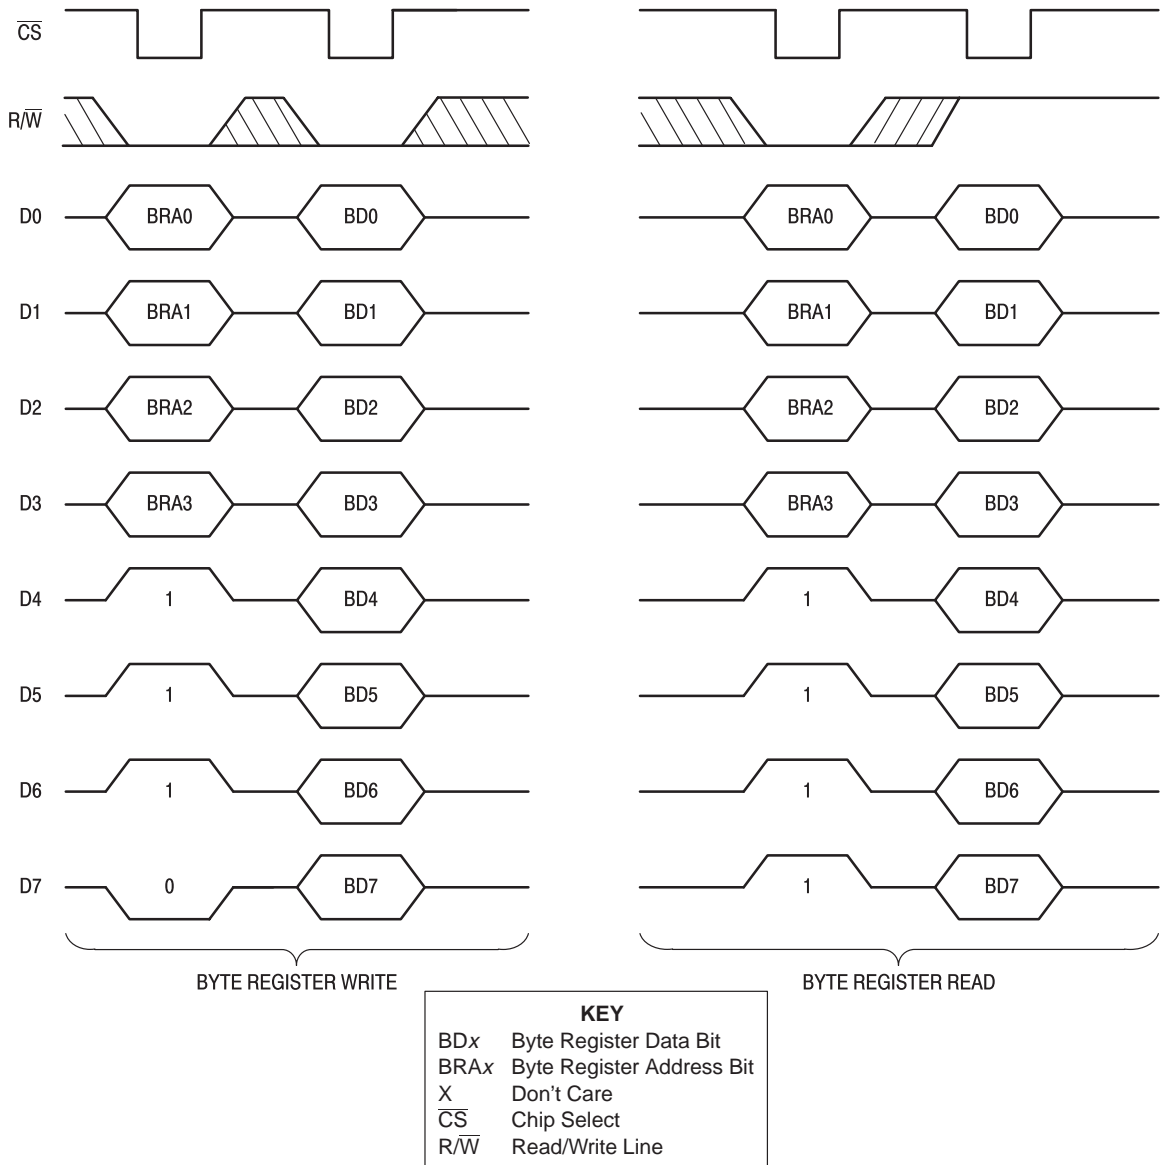 C̅S̅
R/W̅
D0 BRA0 BD0 BRA0 BD0
D1 BRA1 BD1 BRA1 BD1
D2 BRA2 BD2 BRA2 BD2
D3 BRA3 BD3 BRA3 BD3
D4 1 BD4 1 BD4
D5 1 BD5 1 BD5
D6 1 BD6 1 BD6
D7 0 BD7 1 BD7
BYTE REGISTER WRITE BYTE REGISTER READ
KEY
BDx Byte Register Data Bit
BRAx Byte Register Address Bit
X Don't Care
C̅S̅ Chip Select
R/W̅ Read/Write Line